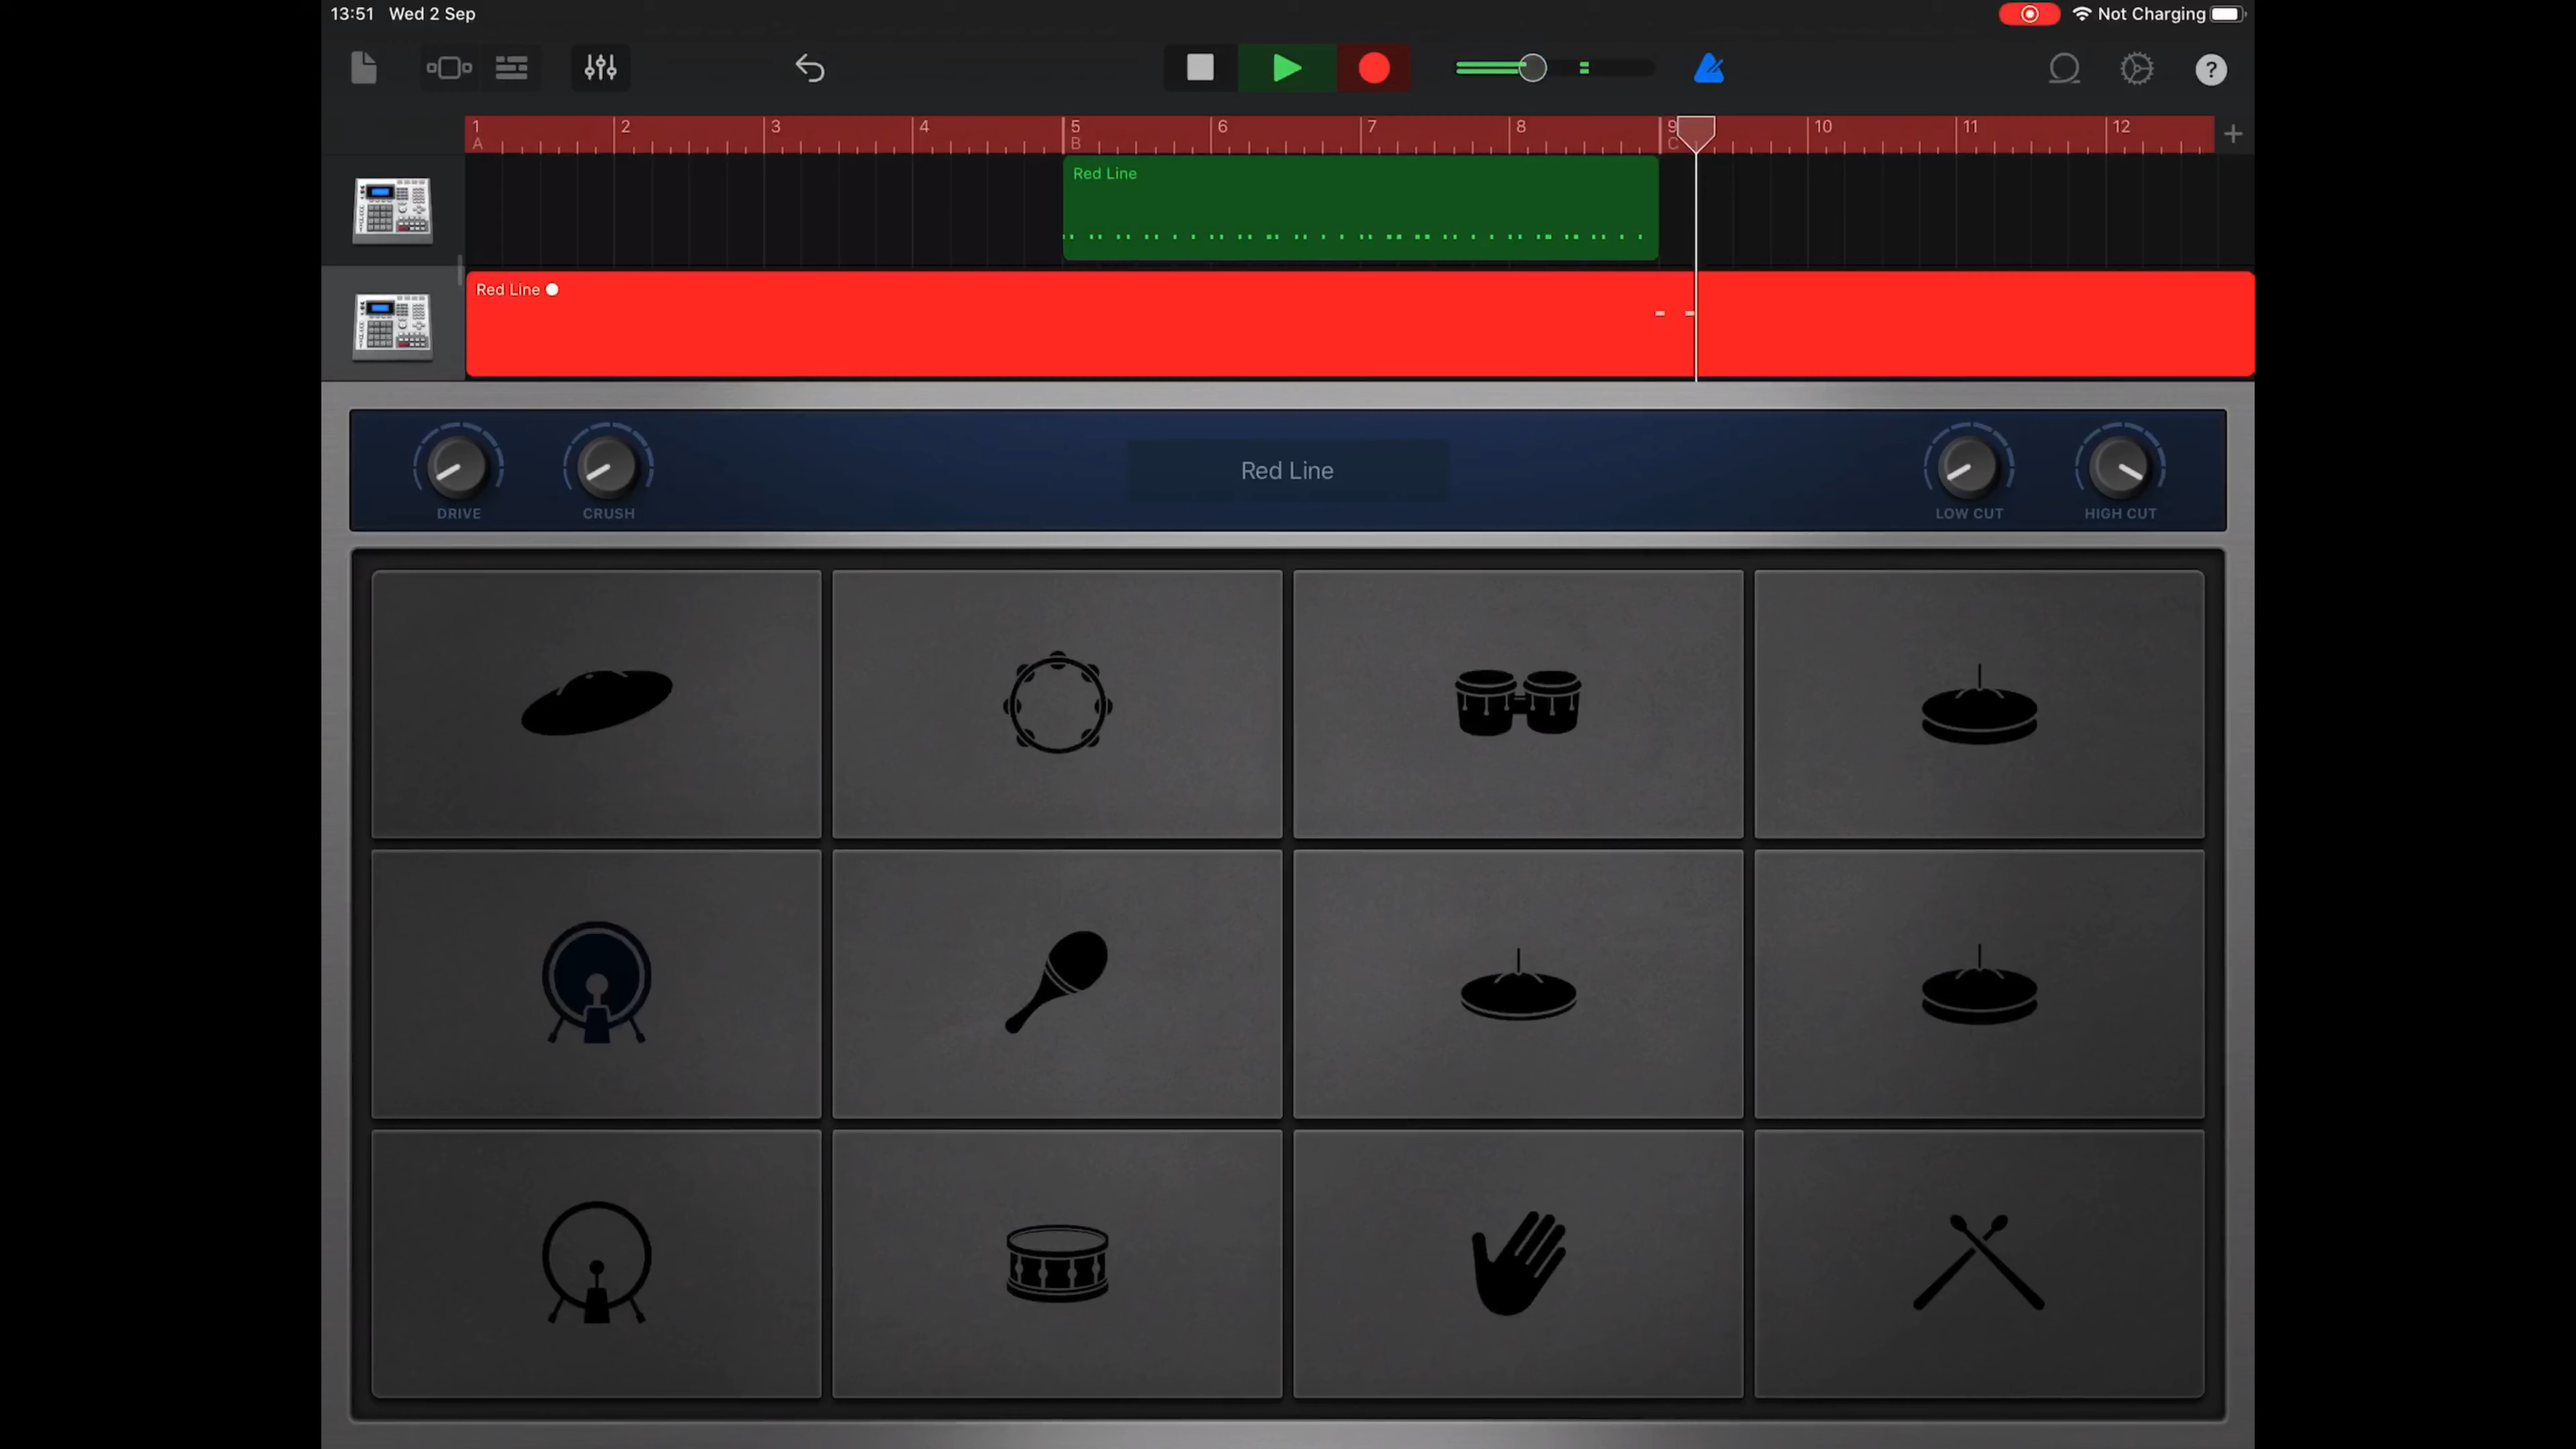 13:51 Wed 2 Sep
Not Charging
?
1 2 3 4 5 6 7 8 9 10 11 12
A B C
Red Line
Red Line
Red Line
DRIVE CRUSH LOW CUT HIGH CUT